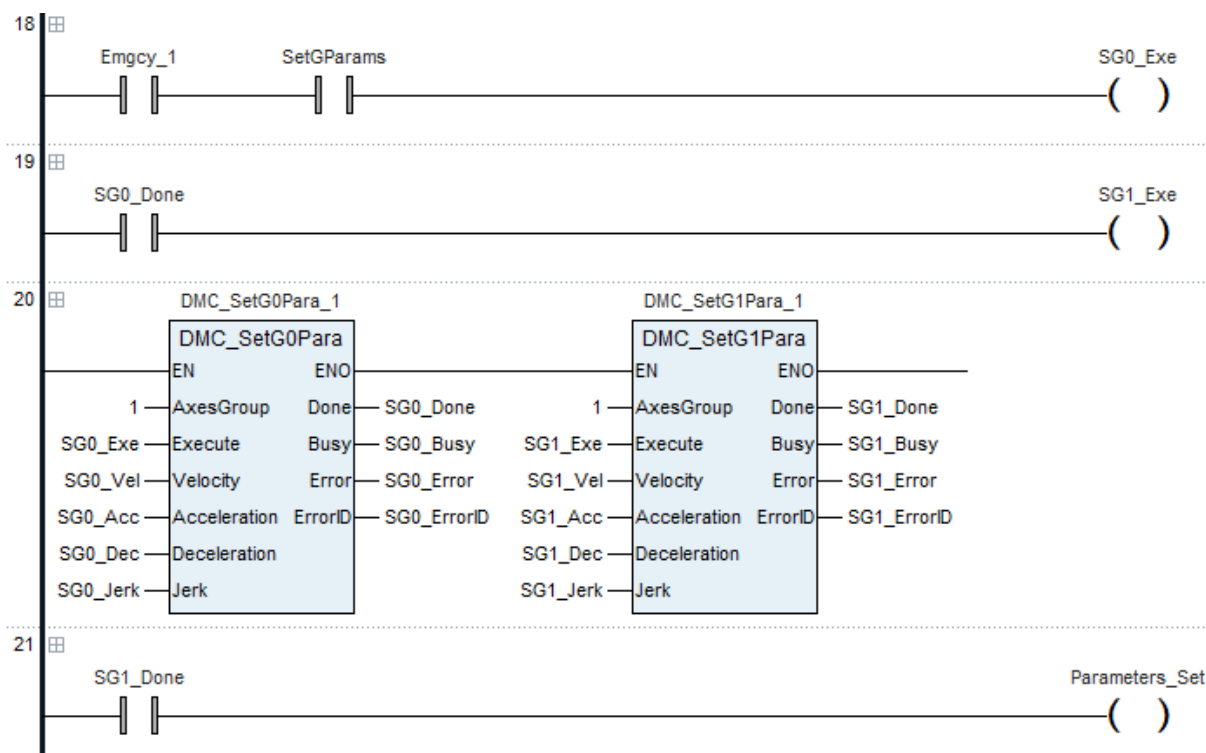 18
Emgcy_1 SetGParams SG0_Exe
19
SG0_Done SG1_Exe
20
DMC_SetG0Para_1 DMC_SetG1Para_1
DMC_SetG0Para DMC_SetG1Para
EN ENO EN ENO
1 AxesGroup Done SG0_Done 1 AxesGroup Done SG1_Done
SG0_Exe Execute Busy SG0_Busy SG1_Exe Execute Busy SG1_Busy
SG0_Vel Velocity Error SG0_Error SG1_Vel Velocity Error SG1_Error
SG0_Acc Acceleration ErrorID SG0_ErrorID SG1_Acc Acceleration ErrorID SG1_ErrorID
SG0_Dec Deceleration SG1_Dec Deceleration
SG0_Jerk Jerk SG1_Jerk Jerk
21
SG1_Done Parameters_Set